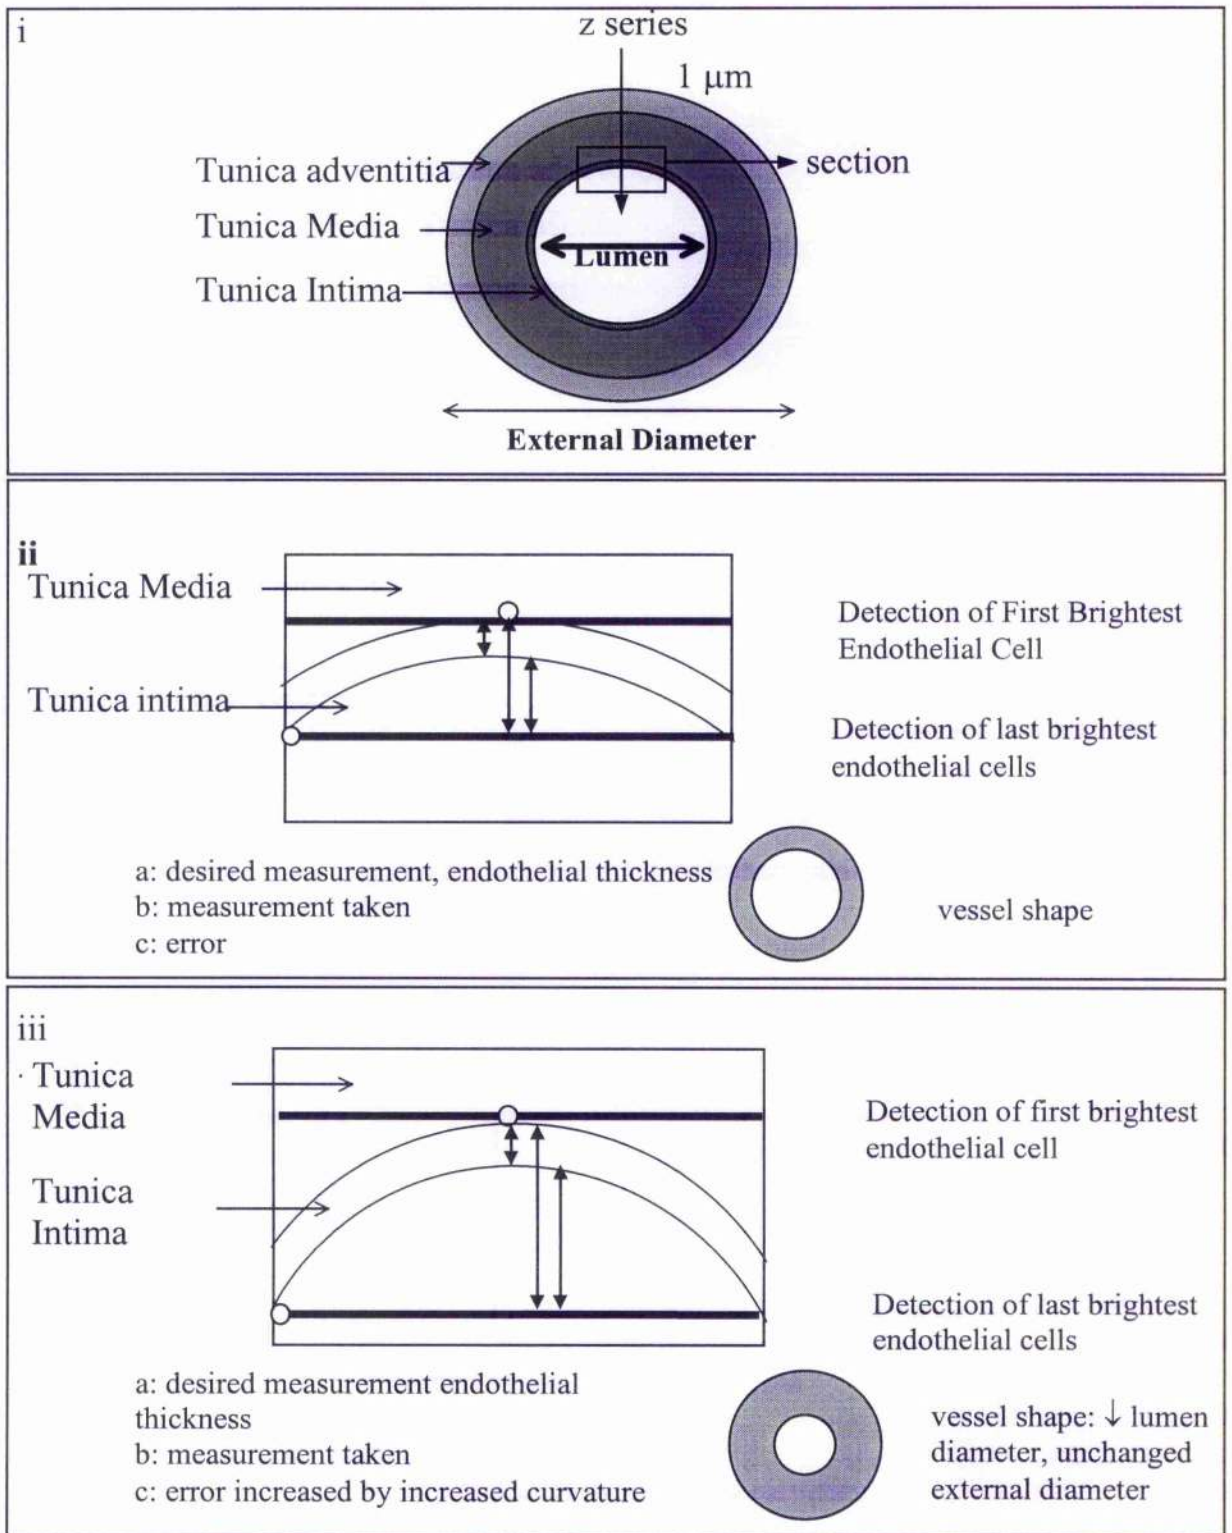 i
z series
1 μm
Tunica adventitia
section
Tunica Media
Lumen
Tunica Intima
External Diameter
ii
Tunica Media
Detection of First Brightest
Endothelial Cell
Tunica intima
Detection of last brightest
endothelial cells
a: desired measurement, endothelial thickness
b: measurement taken
c: error
vessel shape
iii
Tunica
Media
Detection of first brightest
endothelial cell
Tunica
Intima
Detection of last brightest
endothelial cells
a: desired measurement endothelial
thickness
b: measurement taken
c: error increased by increased curvature
vessel shape: ↓ lumen
diameter, unchanged
external diameter